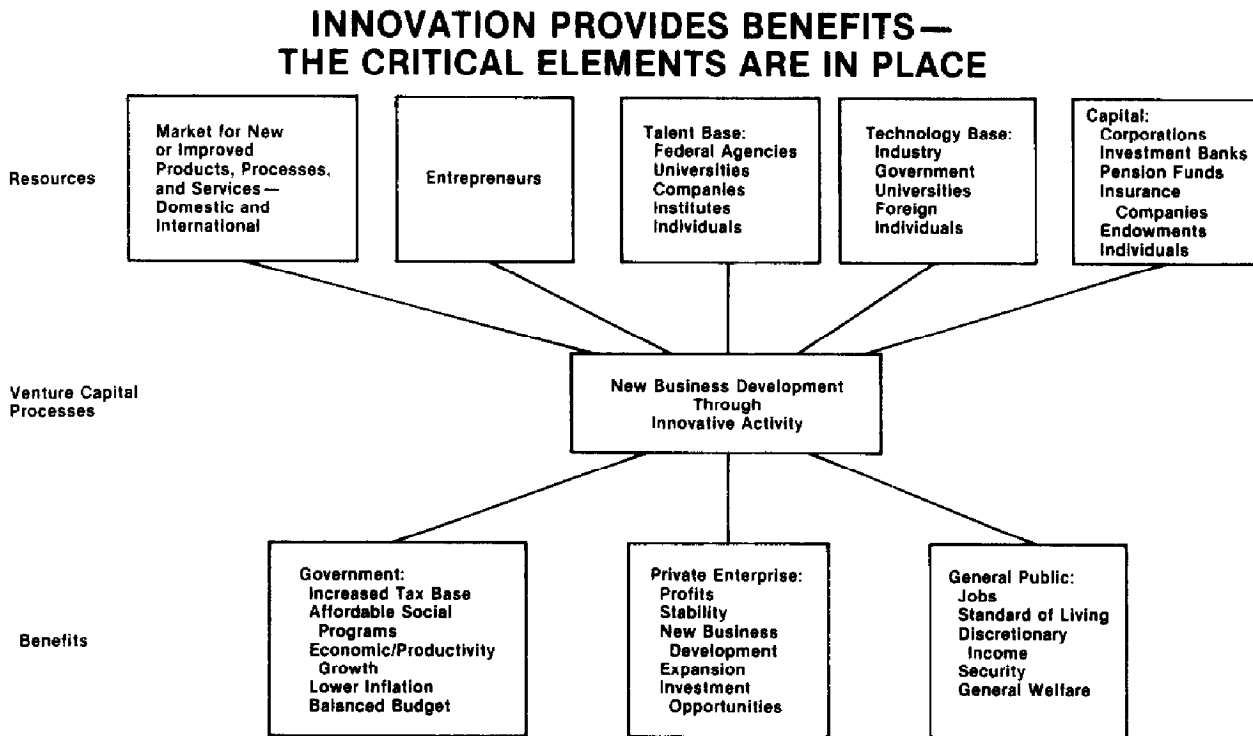 INNOVATION PROVIDES BENEFITS—
THE CRITICAL ELEMENTS ARE IN PLACE
Resources
Market for New
or Improved
Products, Processes,
and Services—
Domestic and
International
Entrepreneurs
Talent Base:
Federal Agencies
Universities
Companies
Institutes
Individuals
Technology Base:
Industry
Government
Universities
Foreign
Individuals
Capital:
Corporations
Investment Banks
Pension Funds
Insurance
Companies
Endowments
Individuals
Venture Capital
Processes
New Business Development
Through
Innovative Activity
Benefits
Government:
Increased Tax Base
Affordable Social
Programs
Economic/Productivity
Growth
Lower Inflation
Balanced Budget
Private Enterprise:
Profits
Stability
New Business
Development
Expansion
Investment
Opportunities
General Public:
Jobs
Standard of Living
Discretionary
Income
Security
General Welfare